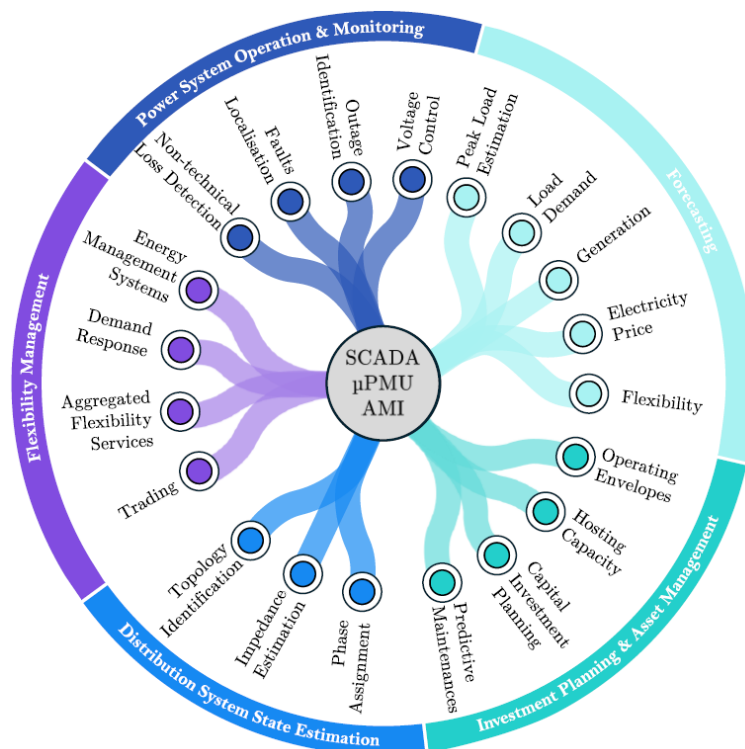 Power System Operation & Monitoring
Non-technical
Loss Detection
Faults
Localisation
Outage
Identification
Voltage
Control
Forecasting
Peak Load
Estimation
Load
Demand
Generation
Electricity
Price
Flexibility
Investment Planning & Asset Management
Operating
Envelopes
Hosting
Capacity
Capital
Investment
Planning
Predictive
Maintenances
Distribution System State Estimation
Phase
Assignment
Impedance
Estimation
Topology
Identification
Flexibility Management
Trading
Aggregated
Flexibility
Services
Demand
Response
Energy
Management
Systems
SCADA
µPMU
AMI